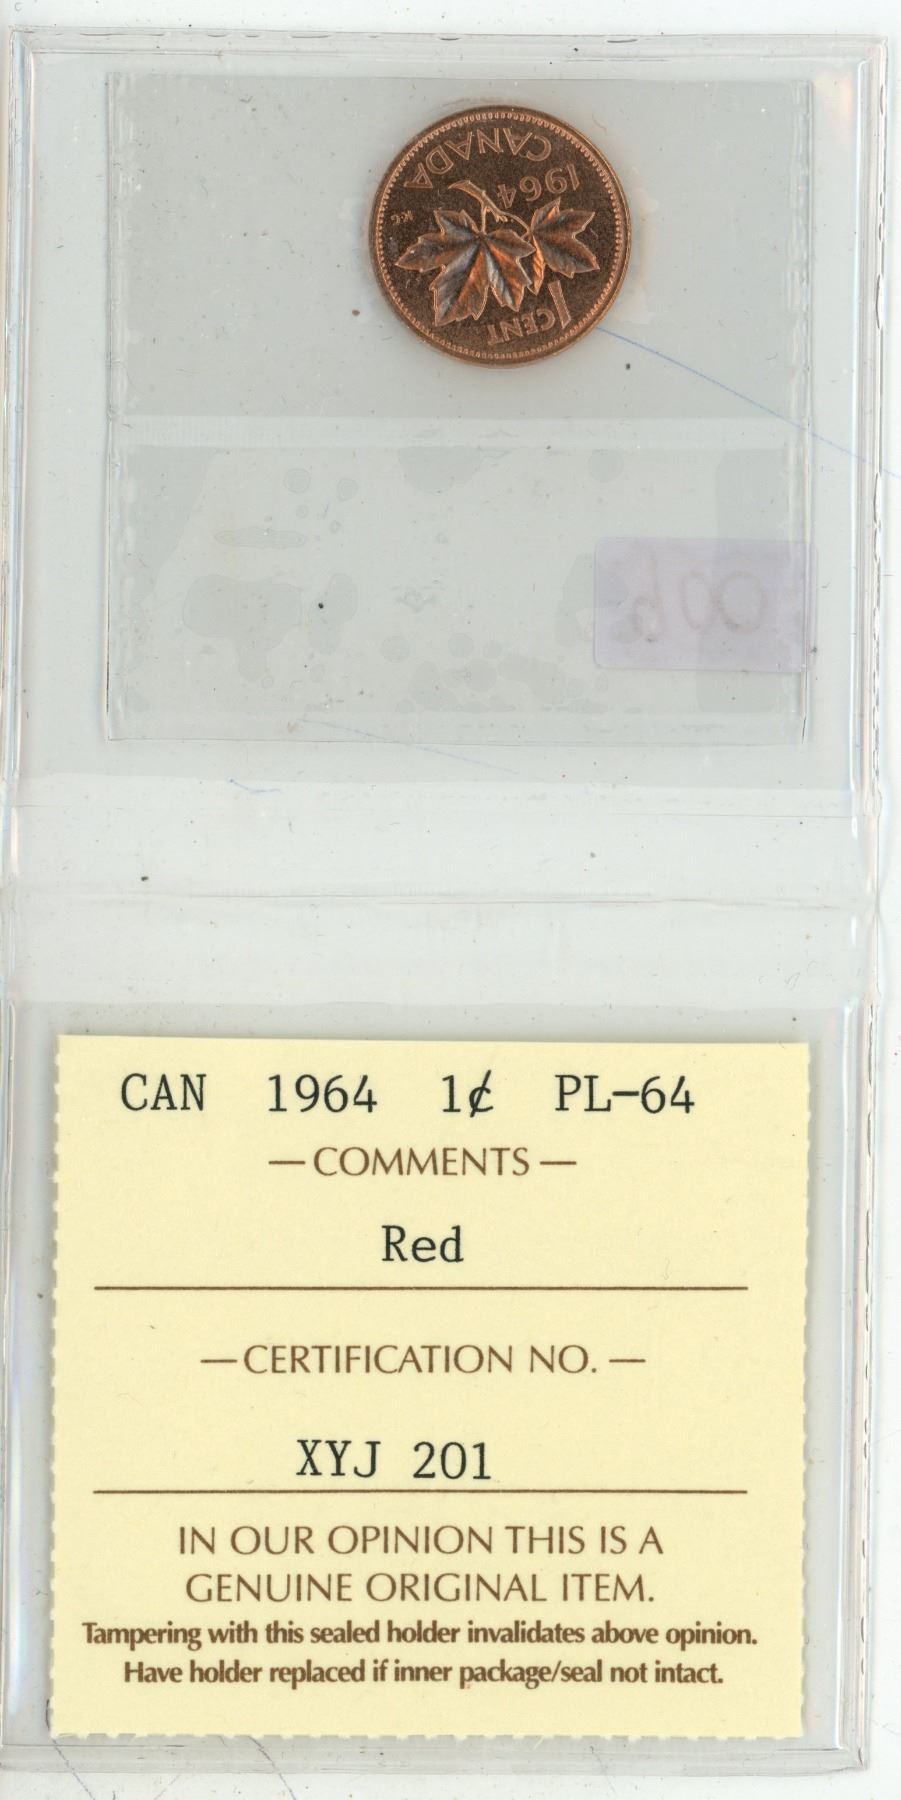 CANADA
1964
K·G
1 CENT
CAN 1964 1¢ PL-64
— COMMENTS —
Red
— CERTIFICATION NO. —
XYJ 201
IN OUR OPINION THIS IS A
GENUINE ORIGINAL ITEM.
Tampering with this sealed holder invalidates above opinion.
Have holder replaced if inner package/seal not intact.